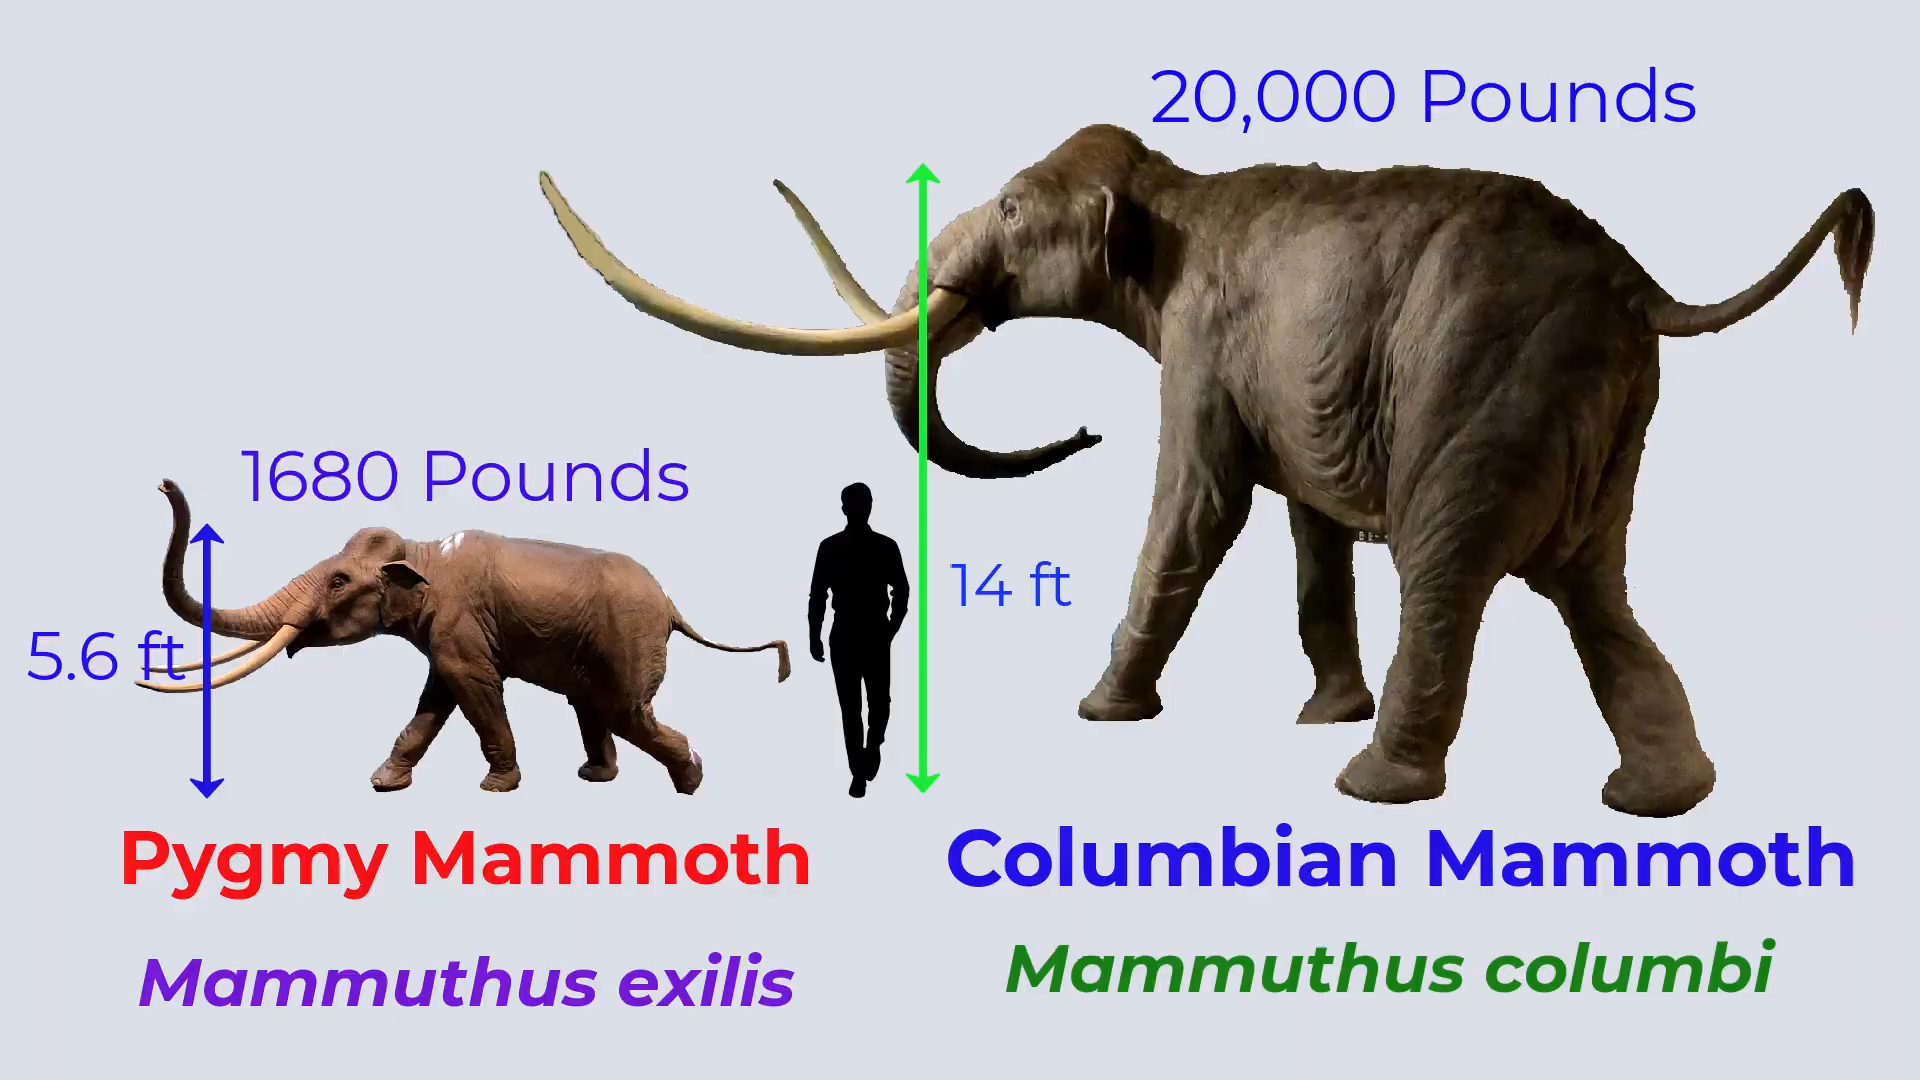 20,000 Pounds
1680 Pounds
5.6 ft
14 ft
Pygmy Mammoth
Columbian Mammoth
Mammuthus exilis
Mammuthus columbi